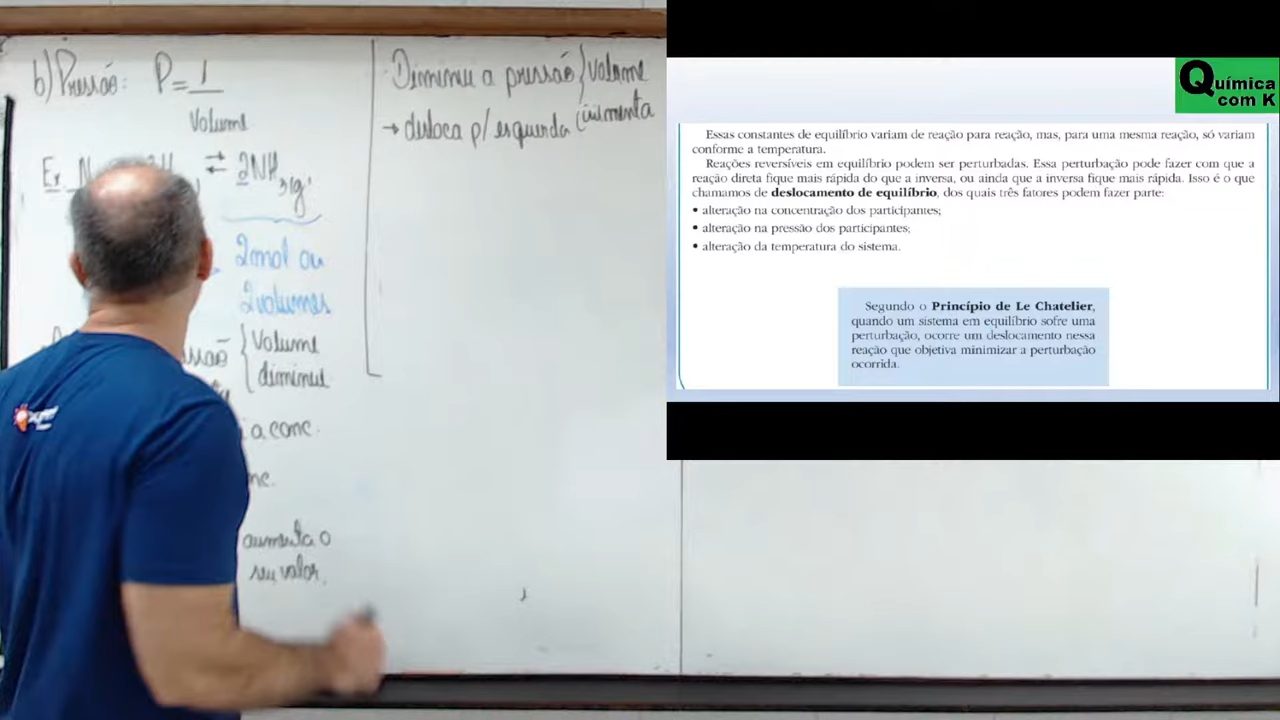 b) Pressão: P = 1
Volume
Ex N ⇄ 2NH3(g)
2mol ou
2 volumes
Volume
diminui
a conc.
nc.
aumenta o
seu valor.
Diminui a pressão { Volume
aumenta
→ desloca p/ esquerda
Química
com K
Essas constantes de equilíbrio variam de reação para reação, mas, para uma mesma reação, só variam
conforme a temperatura.
Reações reversíveis em equilíbrio podem ser perturbadas. Essa perturbação pode fazer com que a
reação direta fique mais rápida do que a inversa, ou ainda que a inversa fique mais rápida. Isso é o que
chamamos de deslocamento de equilíbrio, dos quais três fatores podem fazer parte:
• alteração na concentração dos participantes;
• alteração na pressão dos participantes;
• alteração da temperatura do sistema.
Segundo o Princípio de Le Chatelier,
quando um sistema em equilíbrio sofre uma
perturbação, ocorre um deslocamento nessa
reação que objetiva minimizar a perturbação
ocorrida.